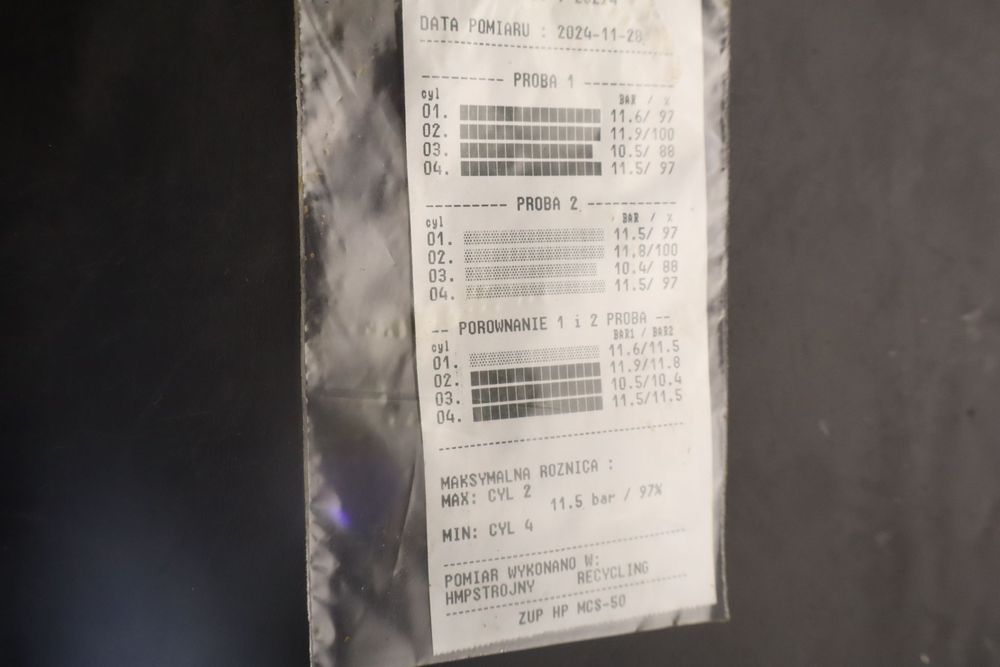 DATA POMIARU : 2024-11-28
PROBA 1
cyl BAR / %
01. 11.6/ 97
02. 11.9/100
03. 10.5/ 88
04. 11.5/ 97
PROBA 2
cyl BAR / %
01. 11.5/ 97
02. 11.8/100
03. 10.4/ 88
04. 11.5/ 97
-- POROWNANIE 1 i 2 PROBA --
cyl BAR1 / BAR2
01. 11.6/11.5
02. 11.9/11.8
03. 10.5/10.4
04. 11.5/11.5
MAKSYMALNA ROZNICA :
MAX: CYL 2
11.5 bar / 97%
MIN: CYL 4
POMIAR WYKONANO W:
HMPSTROJNY RECYCLING
ZUP HP MCS-50